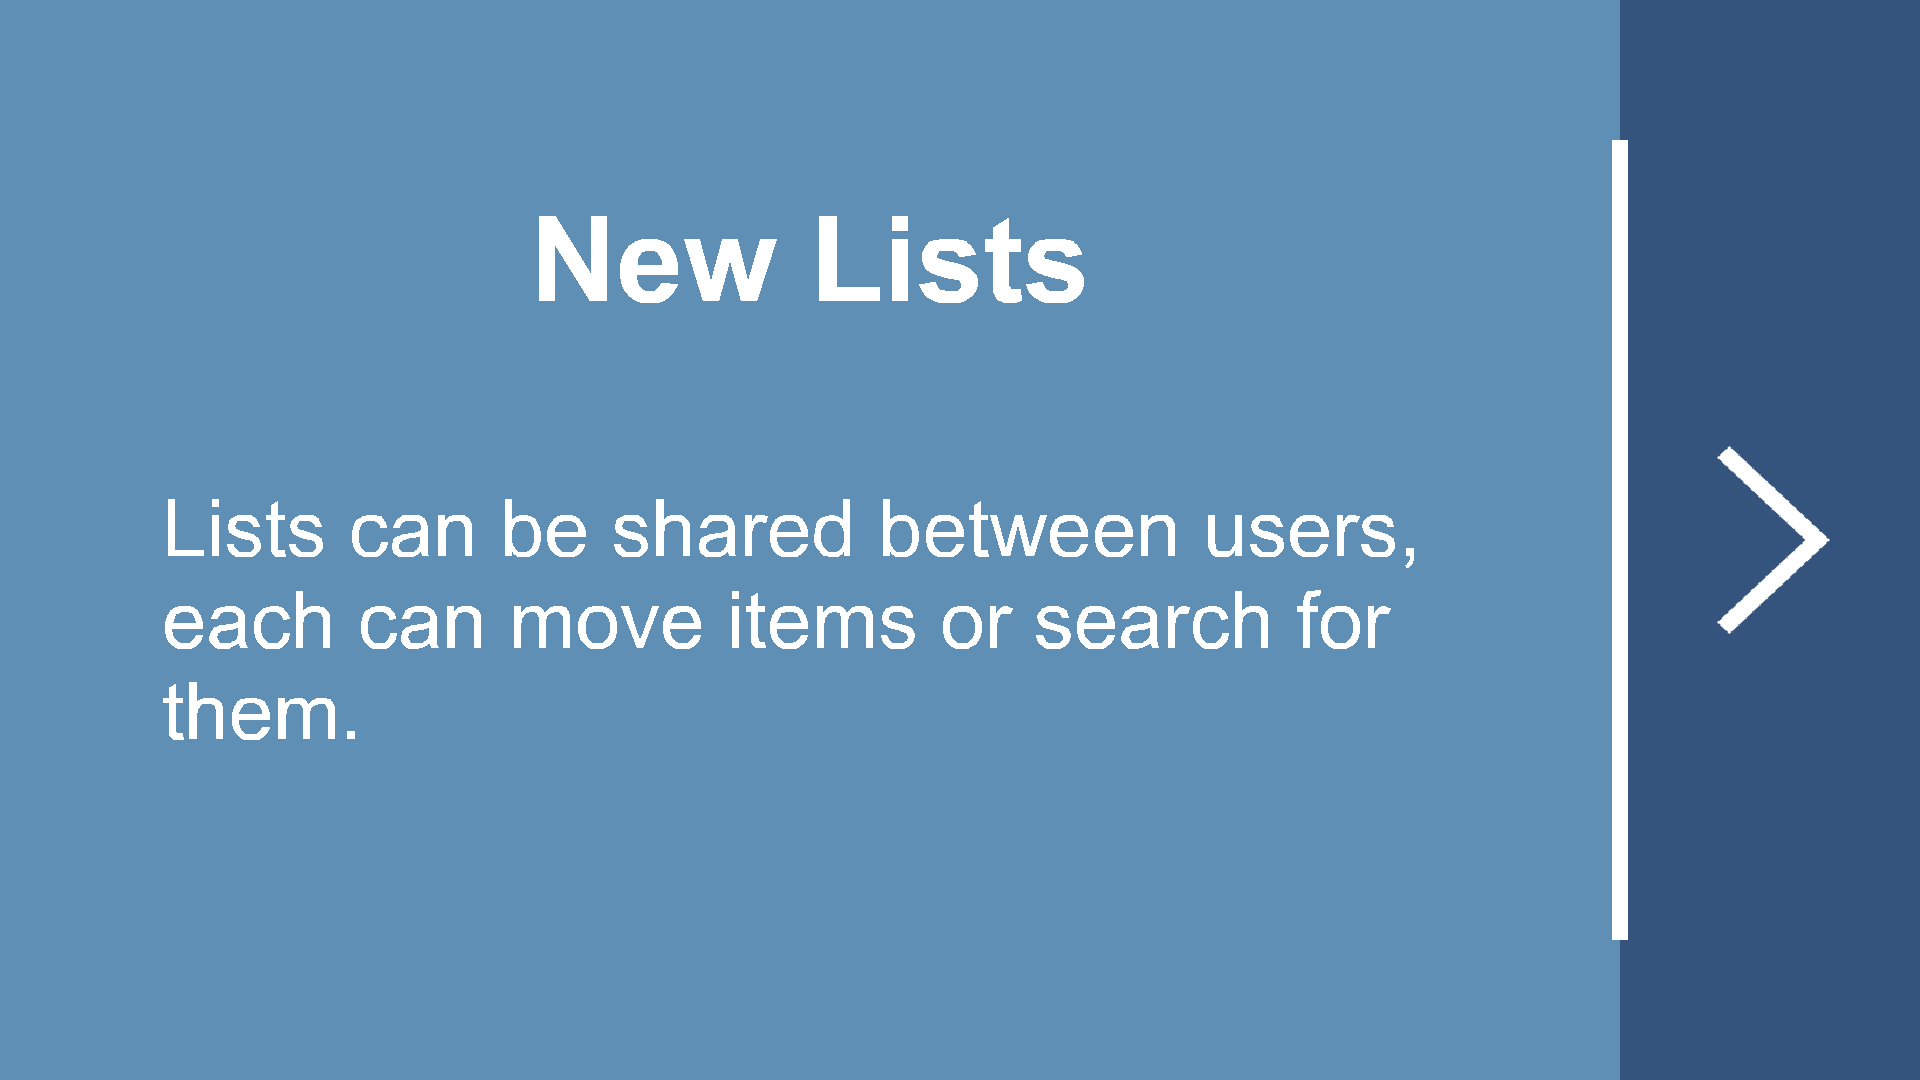 New Lists
Lists can be shared between users,
each can move items or search for
them.